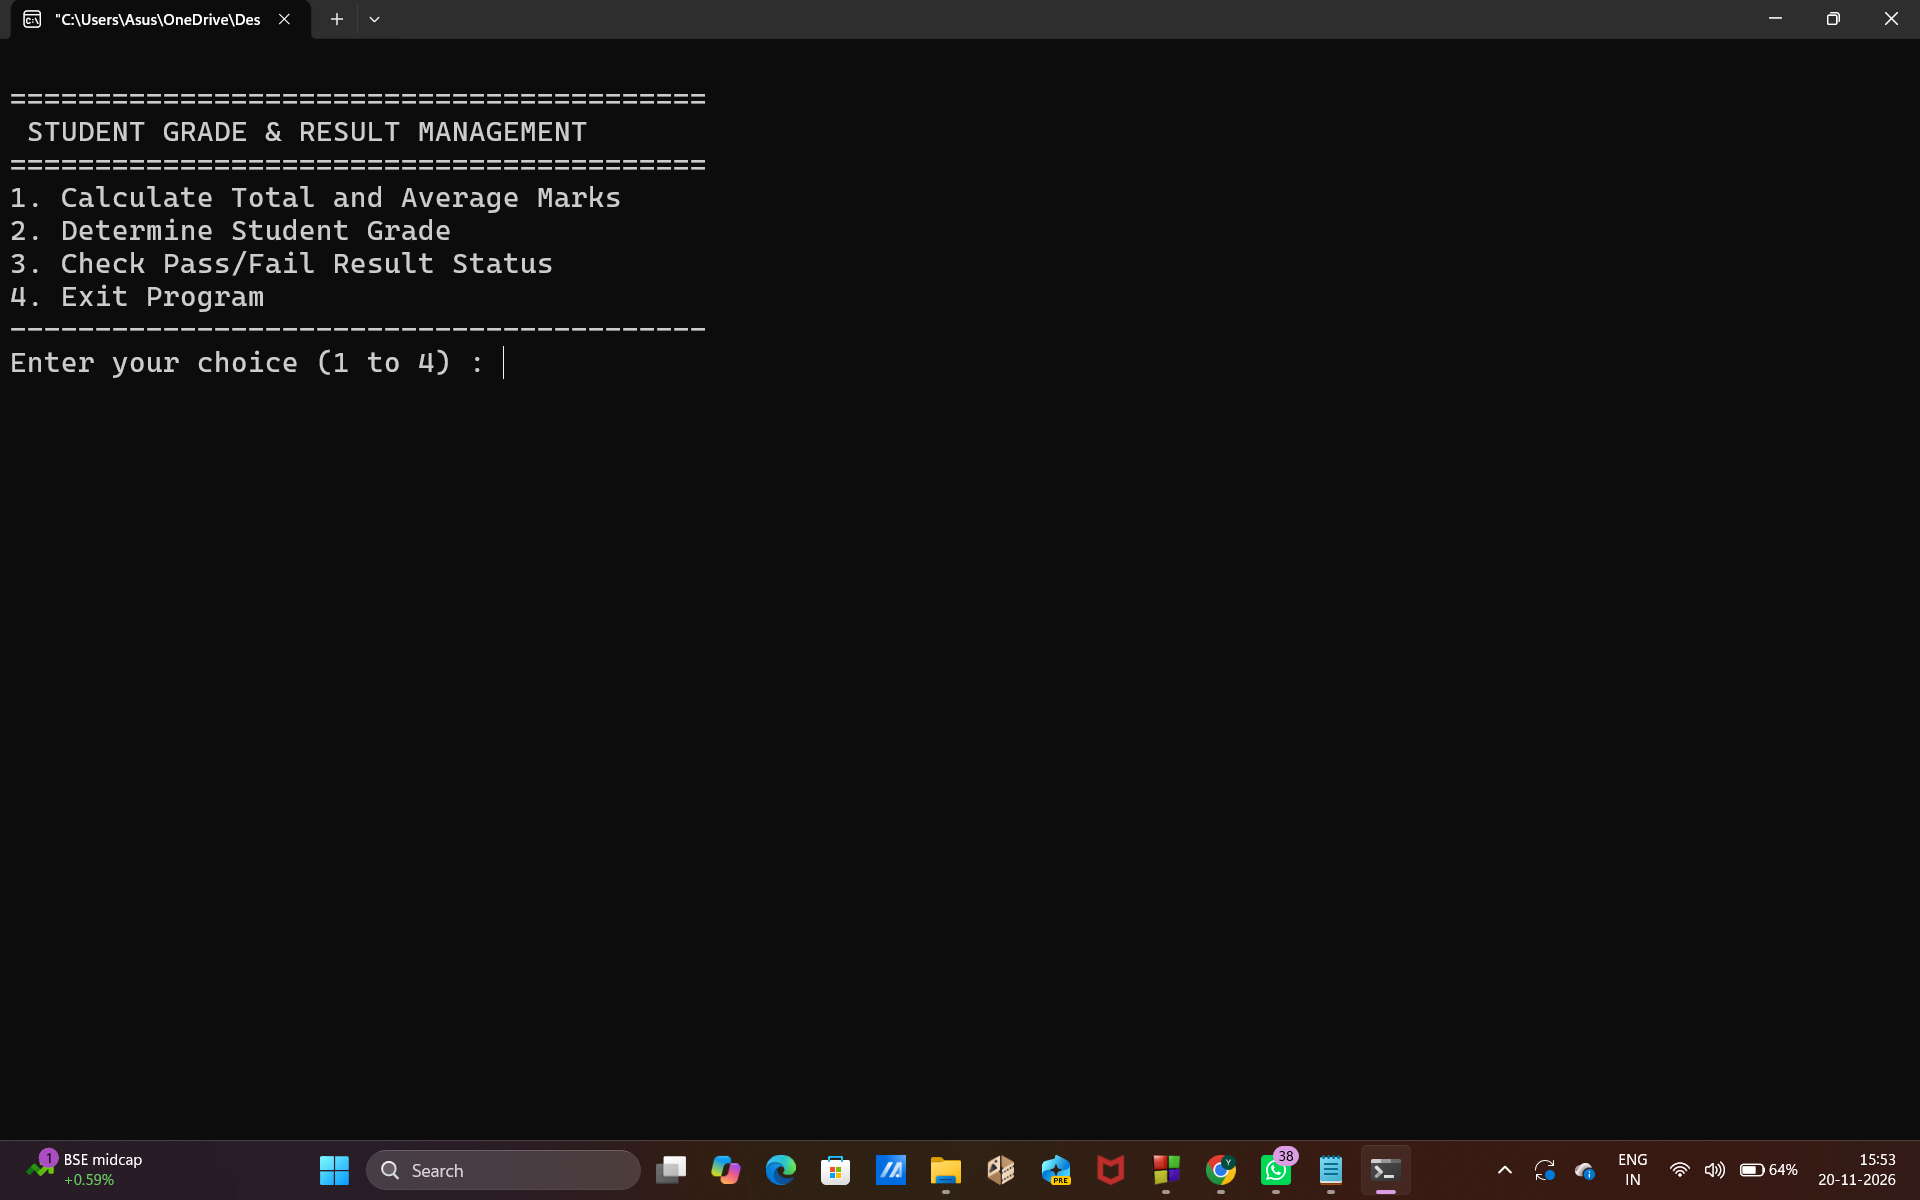 "C:\Users\Asus\OneDrive\Des
=========================================
STUDENT GRADE & RESULT MANAGEMENT
=========================================
1. Calculate Total and Average Marks
2. Determine Student Grade
3. Check Pass/Fail Result Status
4. Exit Program
-----------------------------------------
Enter your choice (1 to 4) :
1
BSE midcap
+0.59%
Search
PRE
Y
38
ENG
IN
64%
15:53
20-11-2026